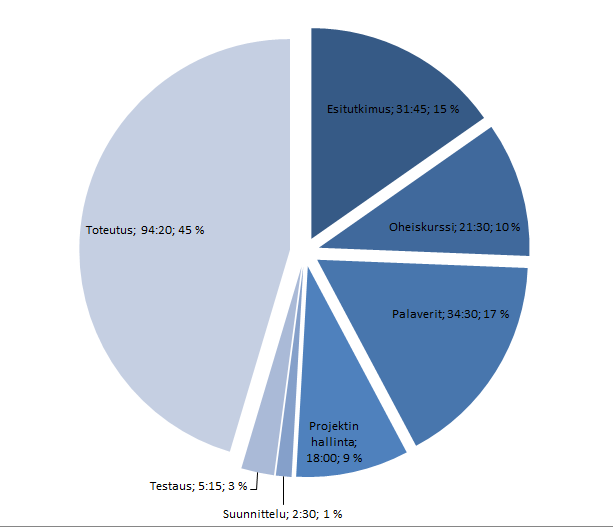 Esitutkimus; 31:45; 15 %
Oheiskurssi; 21:30; 10 %
Palaverit; 34:30; 17 %
Projektin
hallinta;
18:00; 9 %
Suunnittelu; 2:30; 1 %
Testaus; 5:15; 3 %
Toteutus; 94:20; 45 %